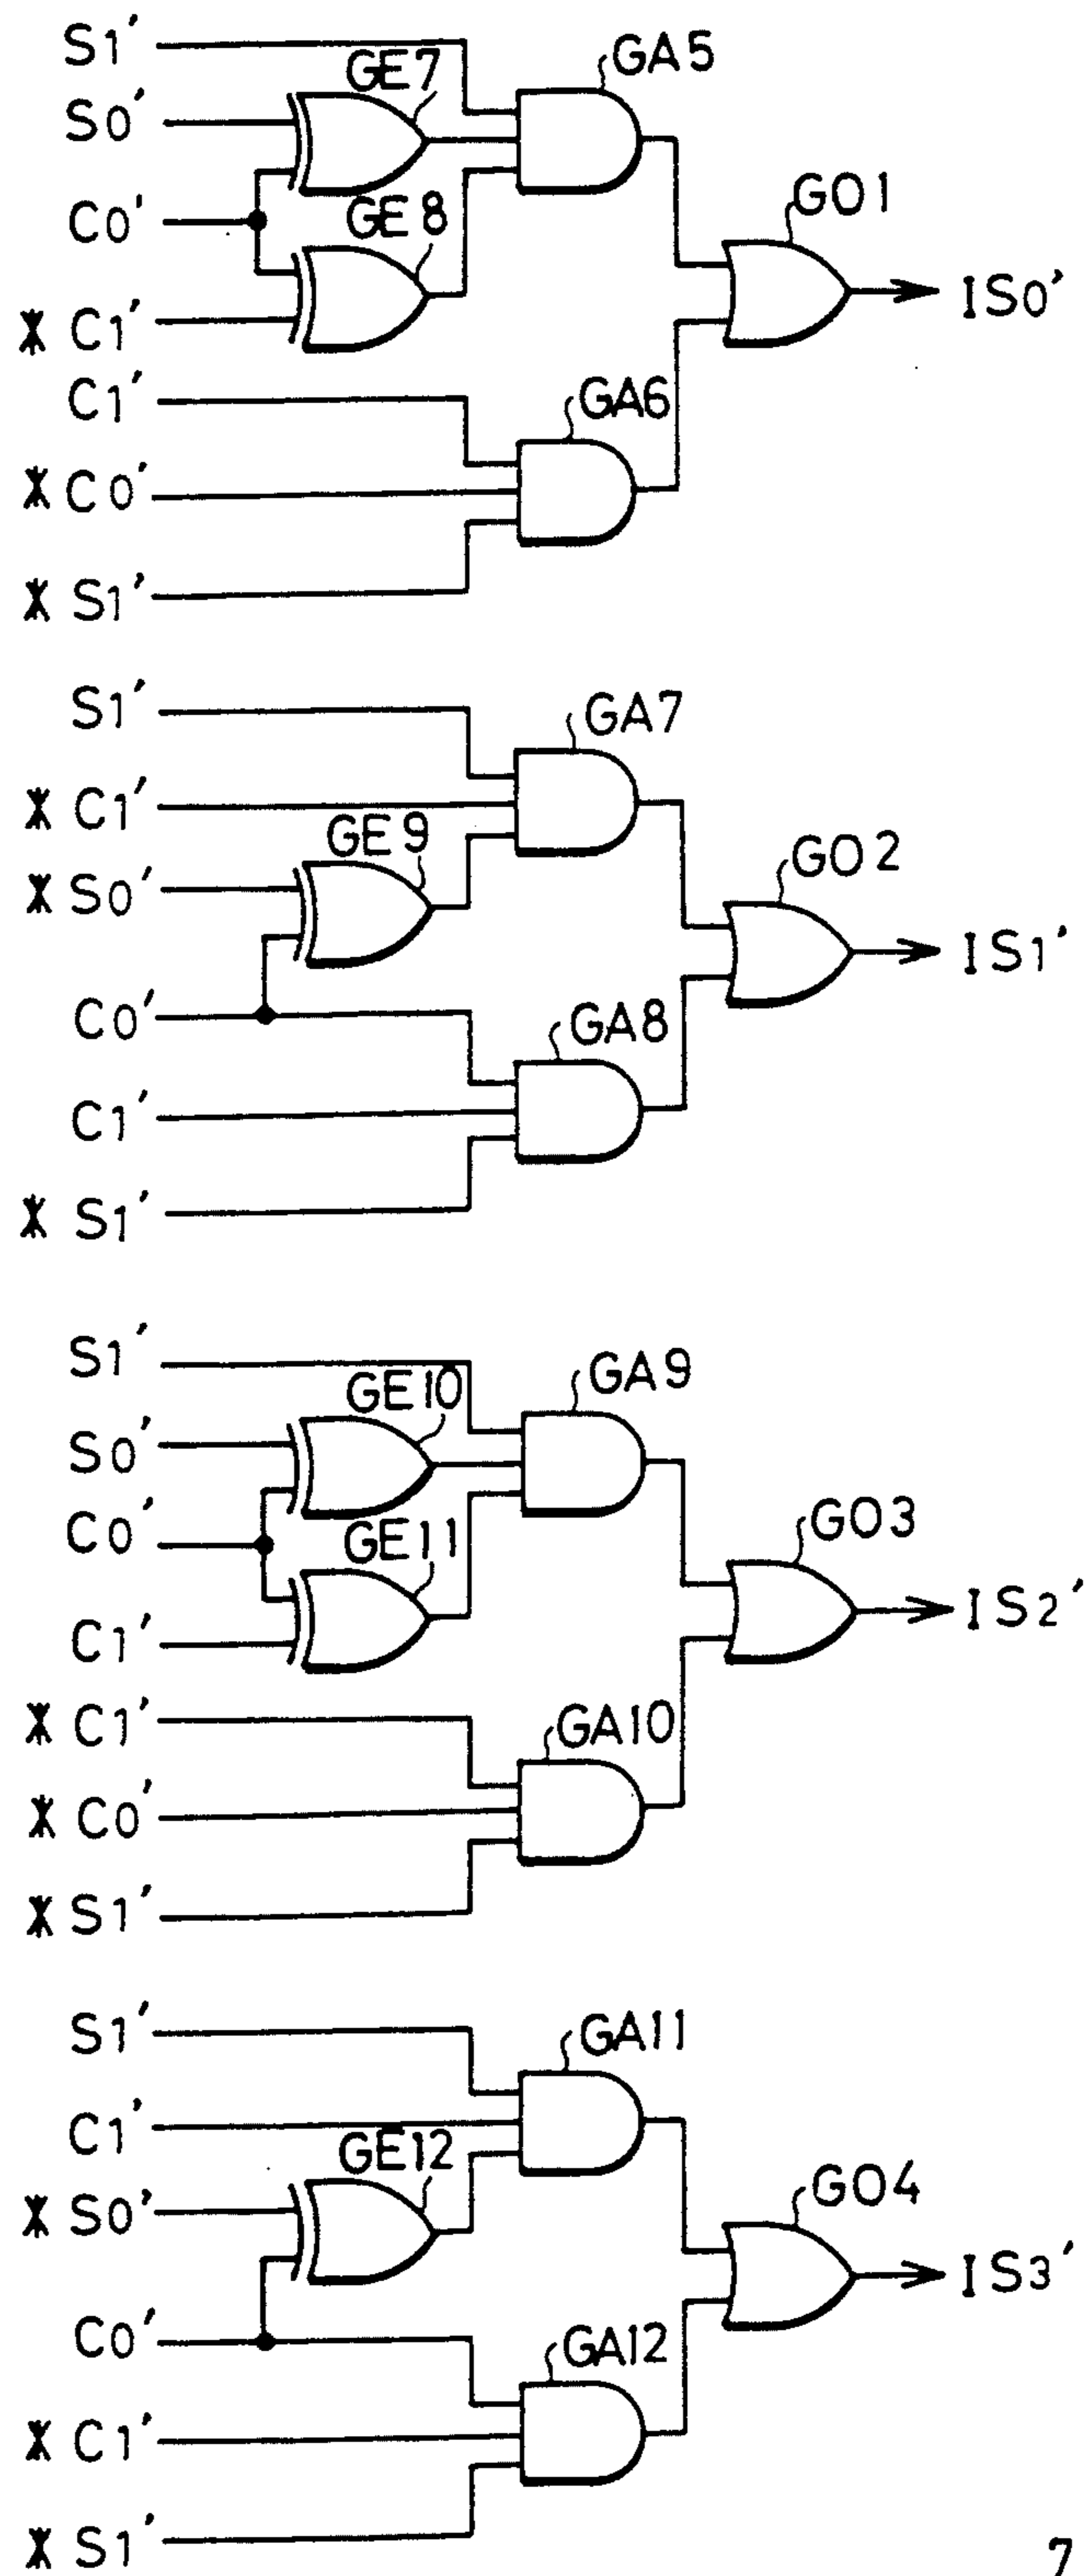 S1'
GE7
GA5
S0'
C0'
GE8
GO1
IS0'
* C1'
C1'
GA6
* C0'
* S1'
S1'
GA7
* C1'
GE9
* S0'
GO2
IS1'
C0'
GA8
C1'
* S1'
S1'
GE10
GA9
S0'
C0'
GE11
GO3
IS2'
C1'
* C1'
GA10
* C0'
* S1'
S1'
GA11
C1'
GE12
* S0'
GO4
IS3'
C0'
GA12
* C1'
* S1'
7